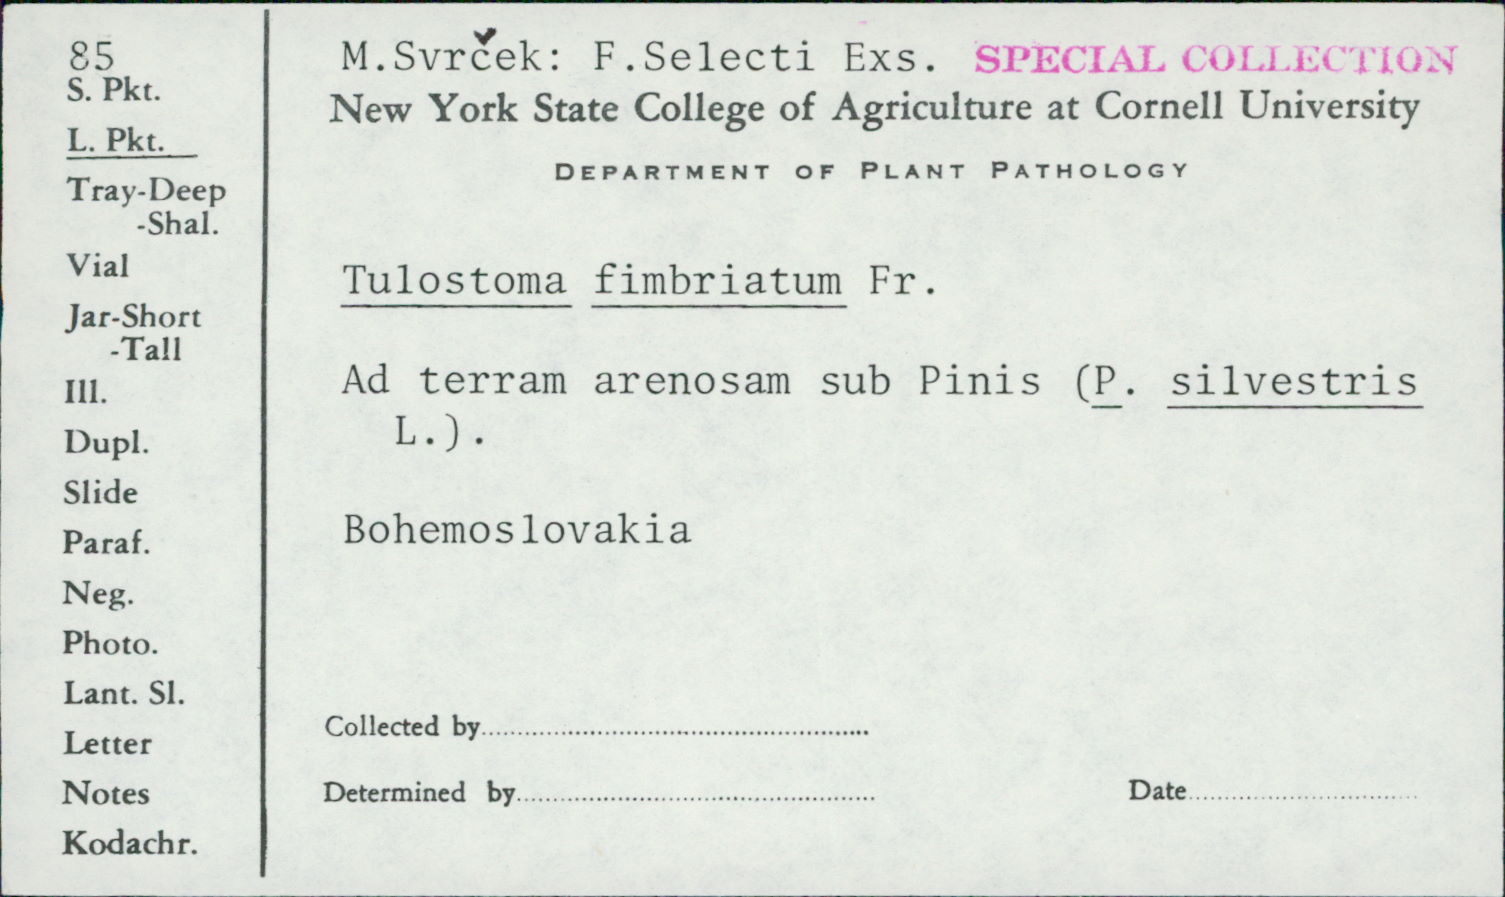 85
S. Pkt.
L. Pkt.
Tray-Deep
-Shal.
Vial
Jar-Short
-Tall
Ill.
Dupl.
Slide
Paraf.
Neg.
Photo.
Lant. Sl.
Letter
Notes
Kodachr.
M.Svrček: F.Selecti Exs. SPECIAL COLLECTION
New York State College of Agriculture at Cornell University
DEPARTMENT OF PLANT PATHOLOGY
Tulostoma fimbriatum Fr.
Ad terram arenosam sub Pinis (P. silvestris
L.).
Bohemoslovakia
Collected by
Determined by
Date